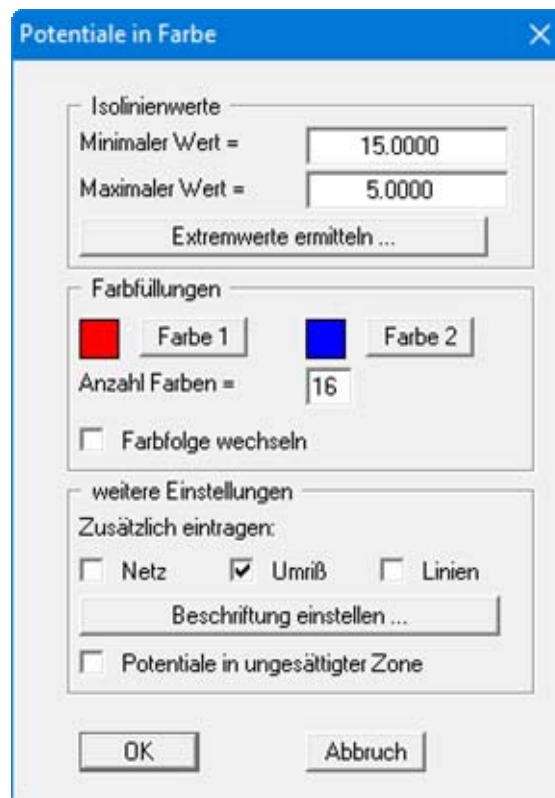 Potentiale in Farbe
Isolinienwerte
Minimaler Wert = 15.0000
Maximaler Wert = 5.0000
Extremwerte ermitteln ...
Farbfüllungen
Farbe 1 Farbe 2
Anzahl Farben = 16
Farbfolge wechseln
weitere Einstellungen
Zusätzlich eintragen:
Netz Umriß Linien
Beschriftung einstellen ...
Potentiale in ungesättigter Zone
OK Abbruch